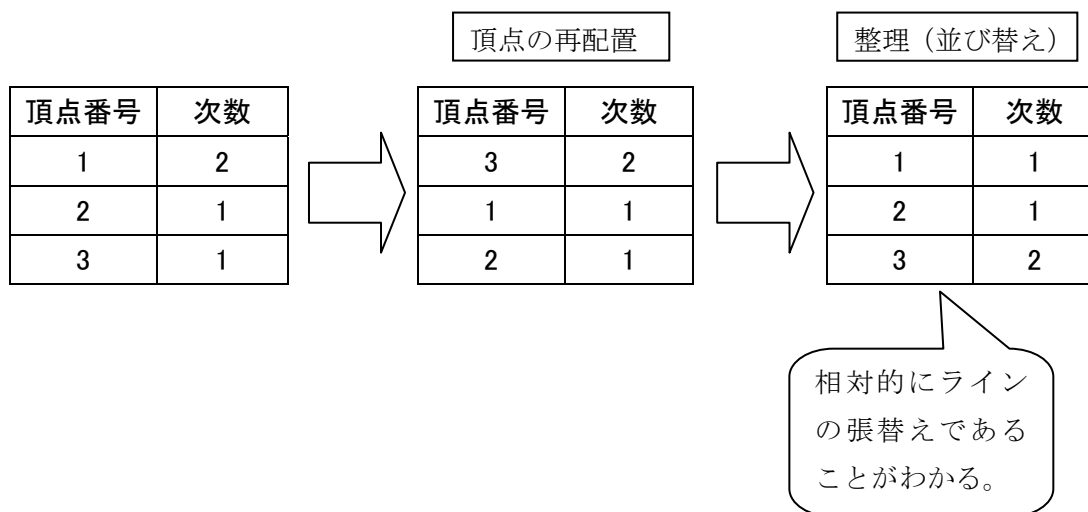 頂点の再配置
整理（並び替え）
頂点番号 次数
1 2
2 1
3 1
頂点番号 次数
3 2
1 1
2 1
頂点番号 次数
1 1
2 1
3 2
相対的にライン
の張替えである
ことがわかる。